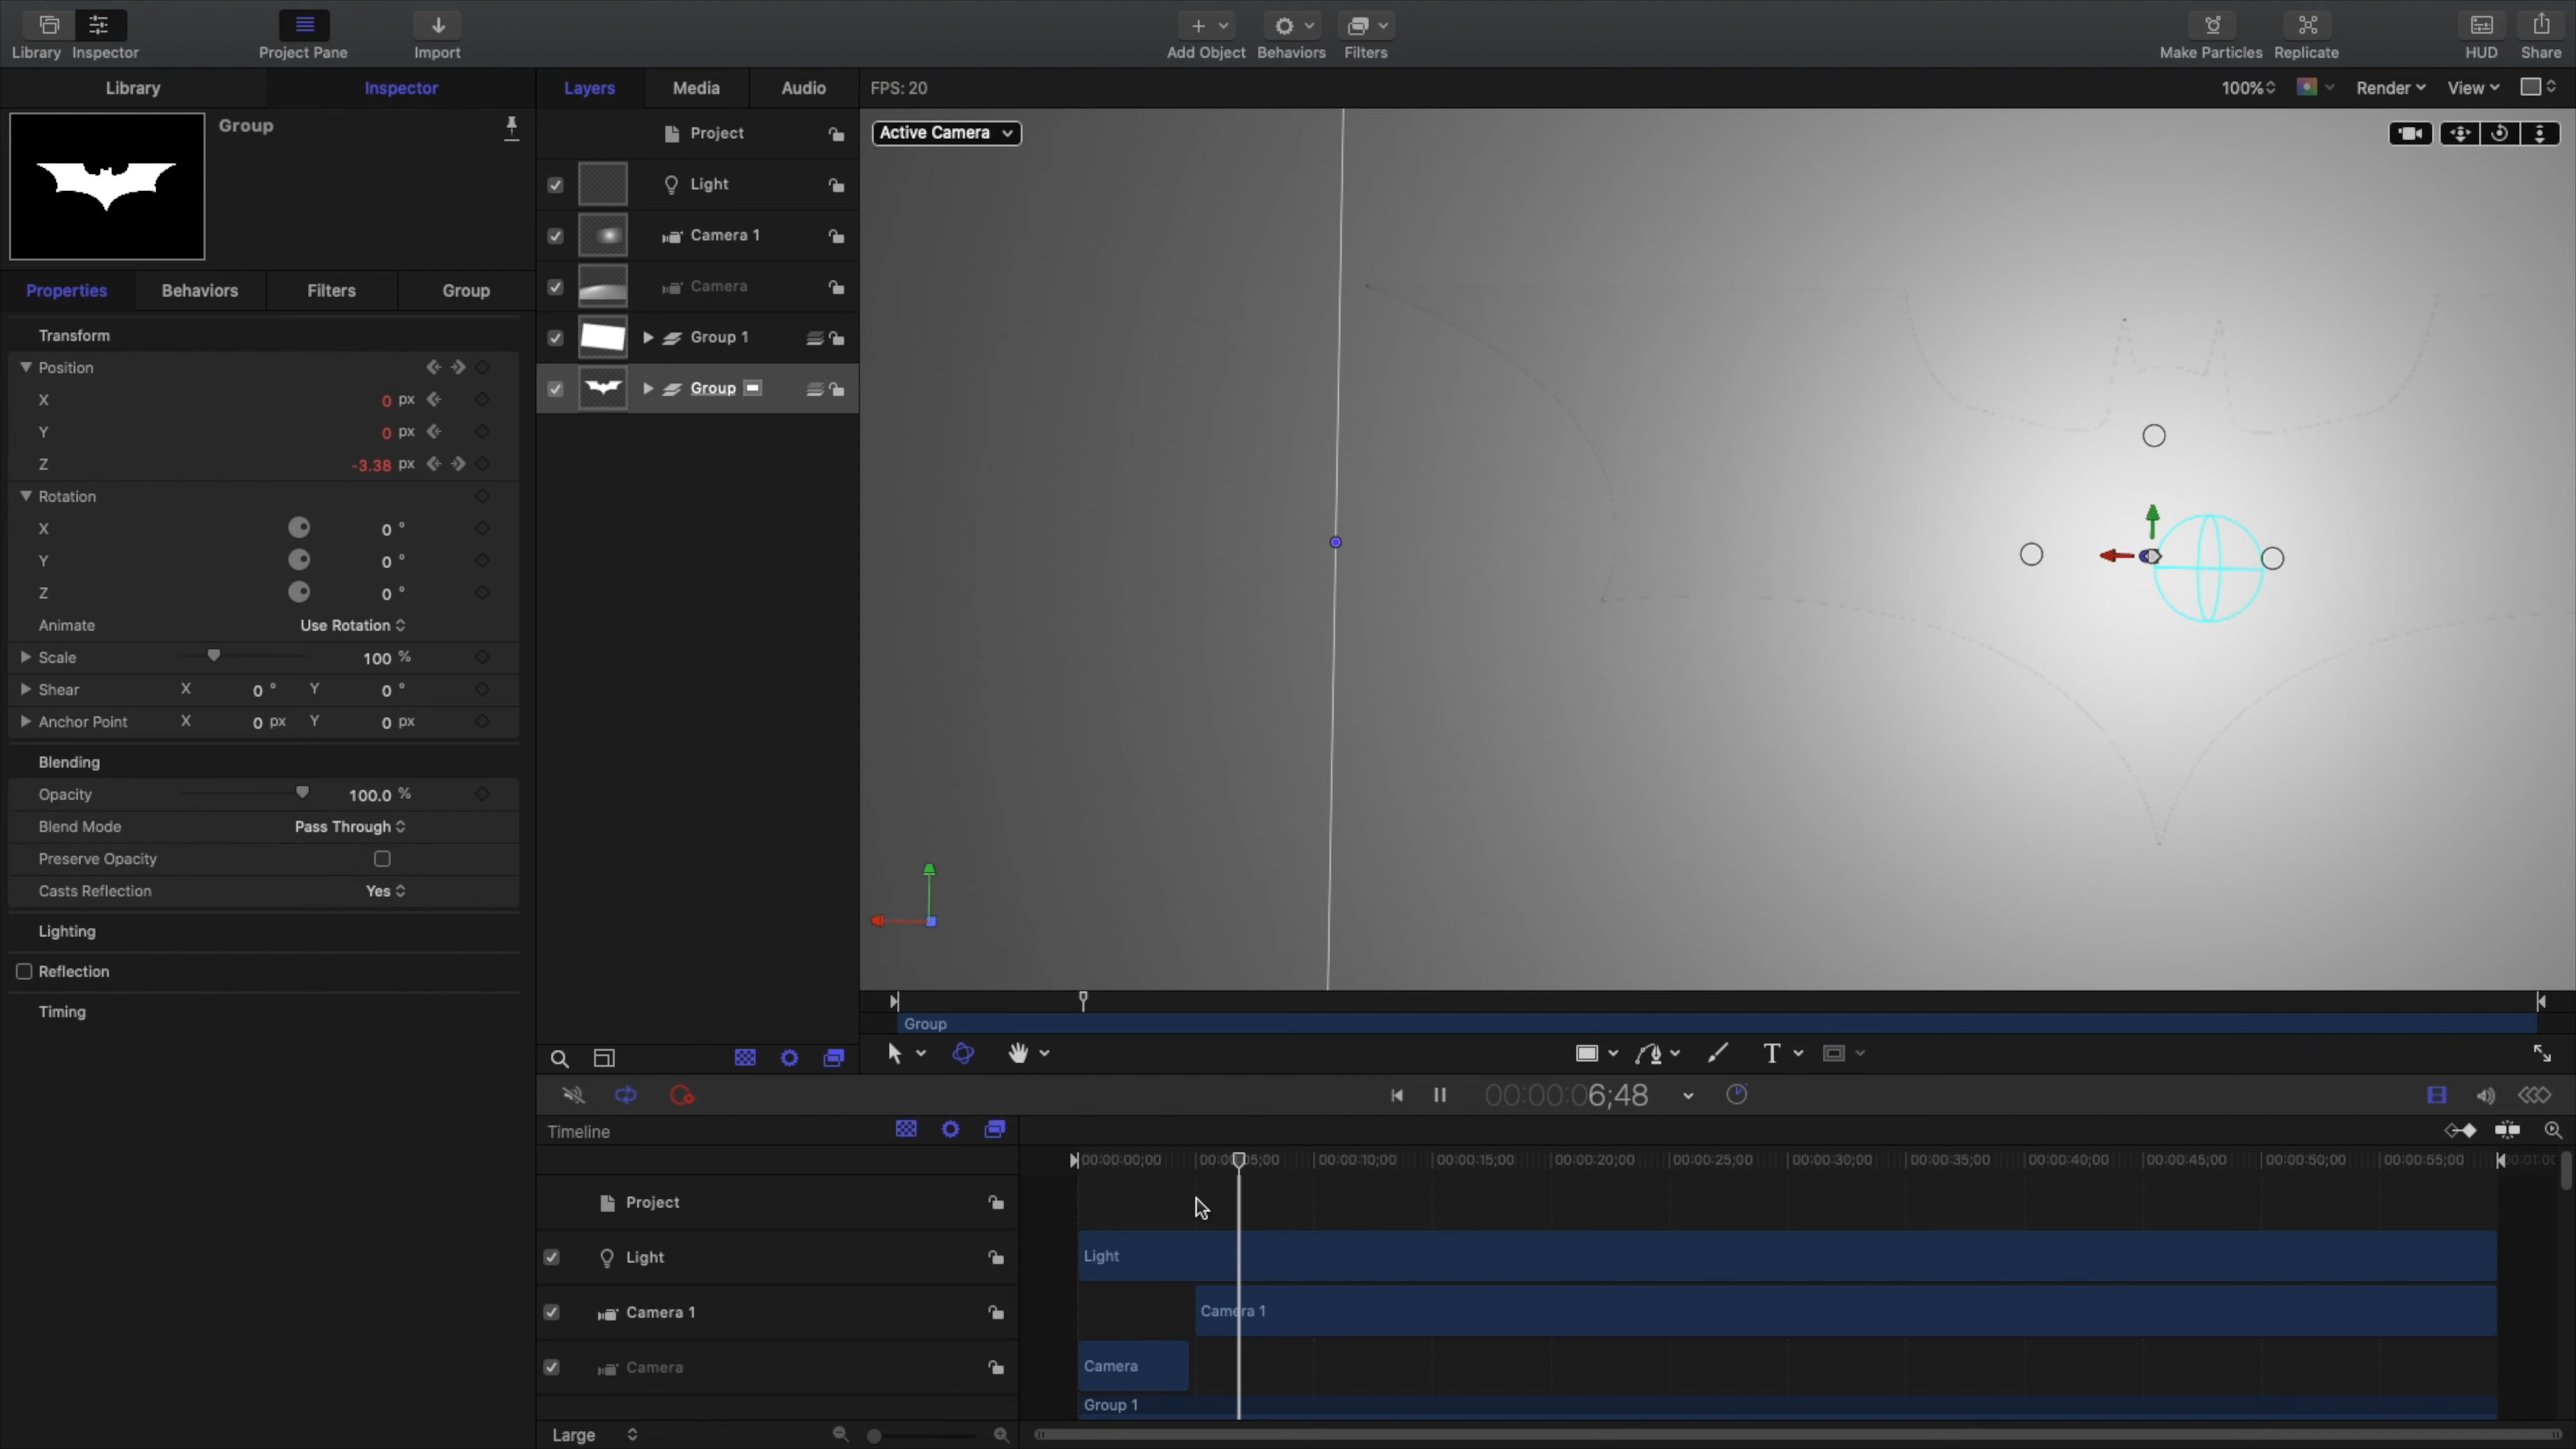 Library Inspector Project Pane Import Add Object Behaviors Filters Make Particles Replicate HUD Share
Library Inspector Layers Media Audio FPS: 20 100% Render View
Group
Active Camera
Project
Light
Camera 1
Camera
Group 1
Group
Properties Behaviors Filters Group
Transform
Position
X 0 px
Y 0 px
Z -3.38 px
Rotation
X 0 °
Y 0 °
Z 0 °
Animate Use Rotation
Scale 100 %
Shear X 0 ° Y 0 °
Anchor Point X 0 px Y 0 px
Blending
Opacity 100.0 %
Blend Mode Pass Through
Preserve Opacity
Casts Reflection Yes
Lighting
Reflection
Timing
Group
T
00:00:06;48
Timeline
00:00:00;00 00:00:05;00 00:00:10;00 00:00:15;00 00:00:20;00 00:00:25;00 00:00:30;00 00:00:35;00 00:00:40;00 00:00:45;00 00:00:50;00 00:00:55;00
Project
Light Light
Camera 1 Camera 1
Camera Camera
Group 1
Large